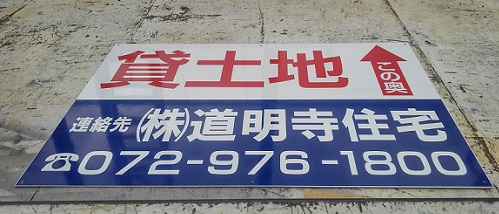 貸土地
この奥
連絡先 ㈱道明寺住宅
☎072-976-1800